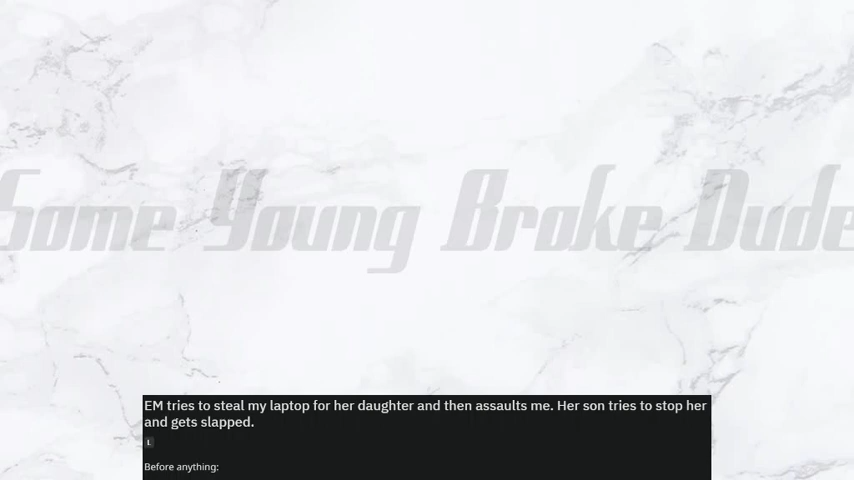 Some Young Broke Dude
EM tries to steal my laptop for her daughter and then assaults me. Her son tries to stop her
and gets slapped.
L
Before anything: